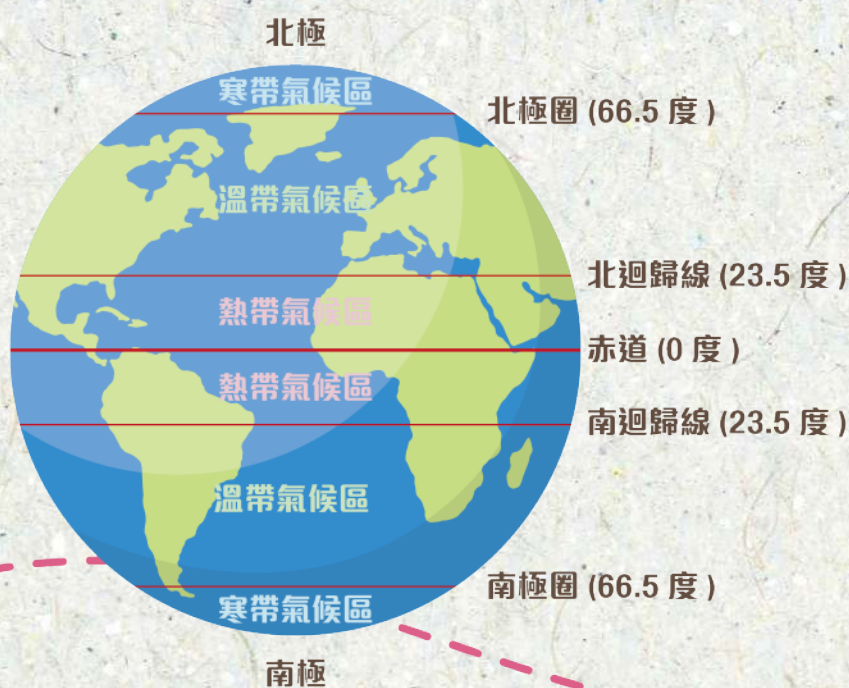 北極
寒帶氣候區
北極圈 (66.5 度 )
溫帶氣候區
北迴歸線 (23.5 度 )
熱帶氣候區
赤道 (0 度 )
熱帶氣候區
南迴歸線 (23.5 度 )
溫帶氣候區
南極圈 (66.5 度 )
寒帶氣候區
南極